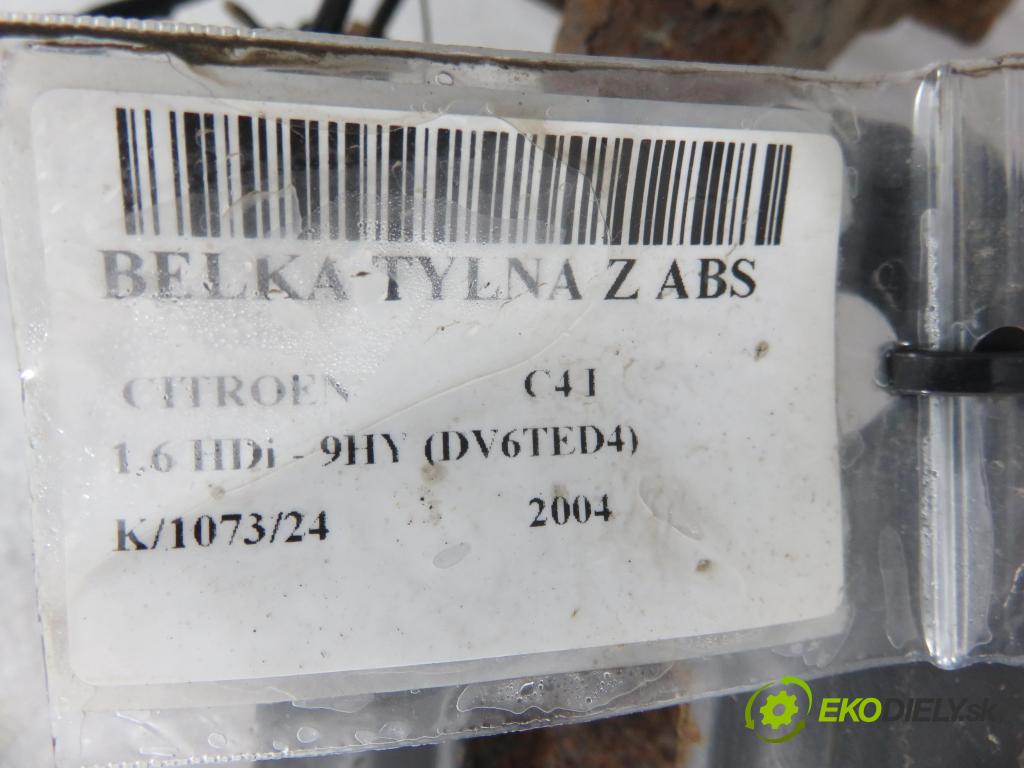 BELKA TYLNA Z ABS
CITROEN C4 I
1.6 HDi - 9HY (DV6TED4)
K/1073/24 2004
EKODIELY.sk